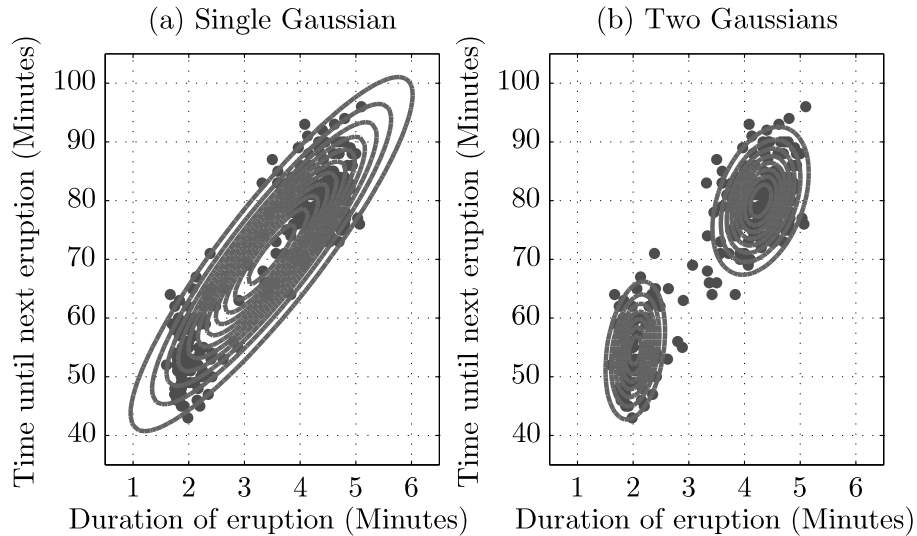 (a) Single Gaussian
Time until next eruption (Minutes)
100
90
80
70
60
50
40
1 2 3 4 5 6
Duration of eruption (Minutes)
(b) Two Gaussians
Time until next eruption (Minutes)
100
90
80
70
60
50
40
1 2 3 4 5 6
Duration of eruption (Minutes)